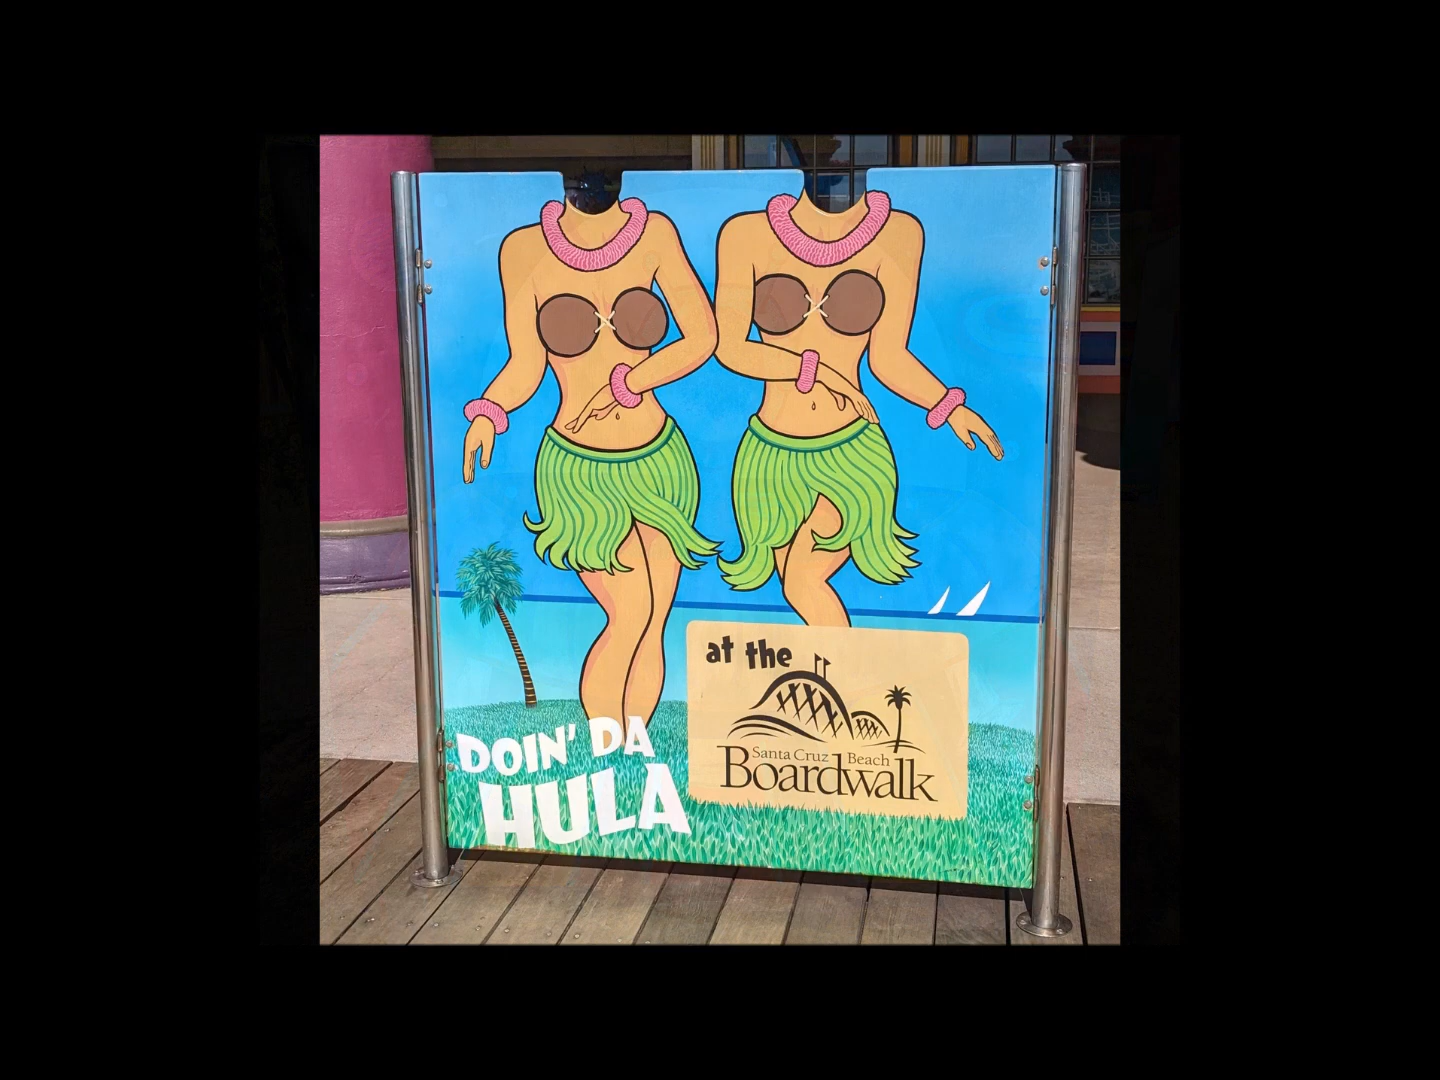 DOIN' DA
HULA
at the
Santa Cruz Beach
Boardwalk